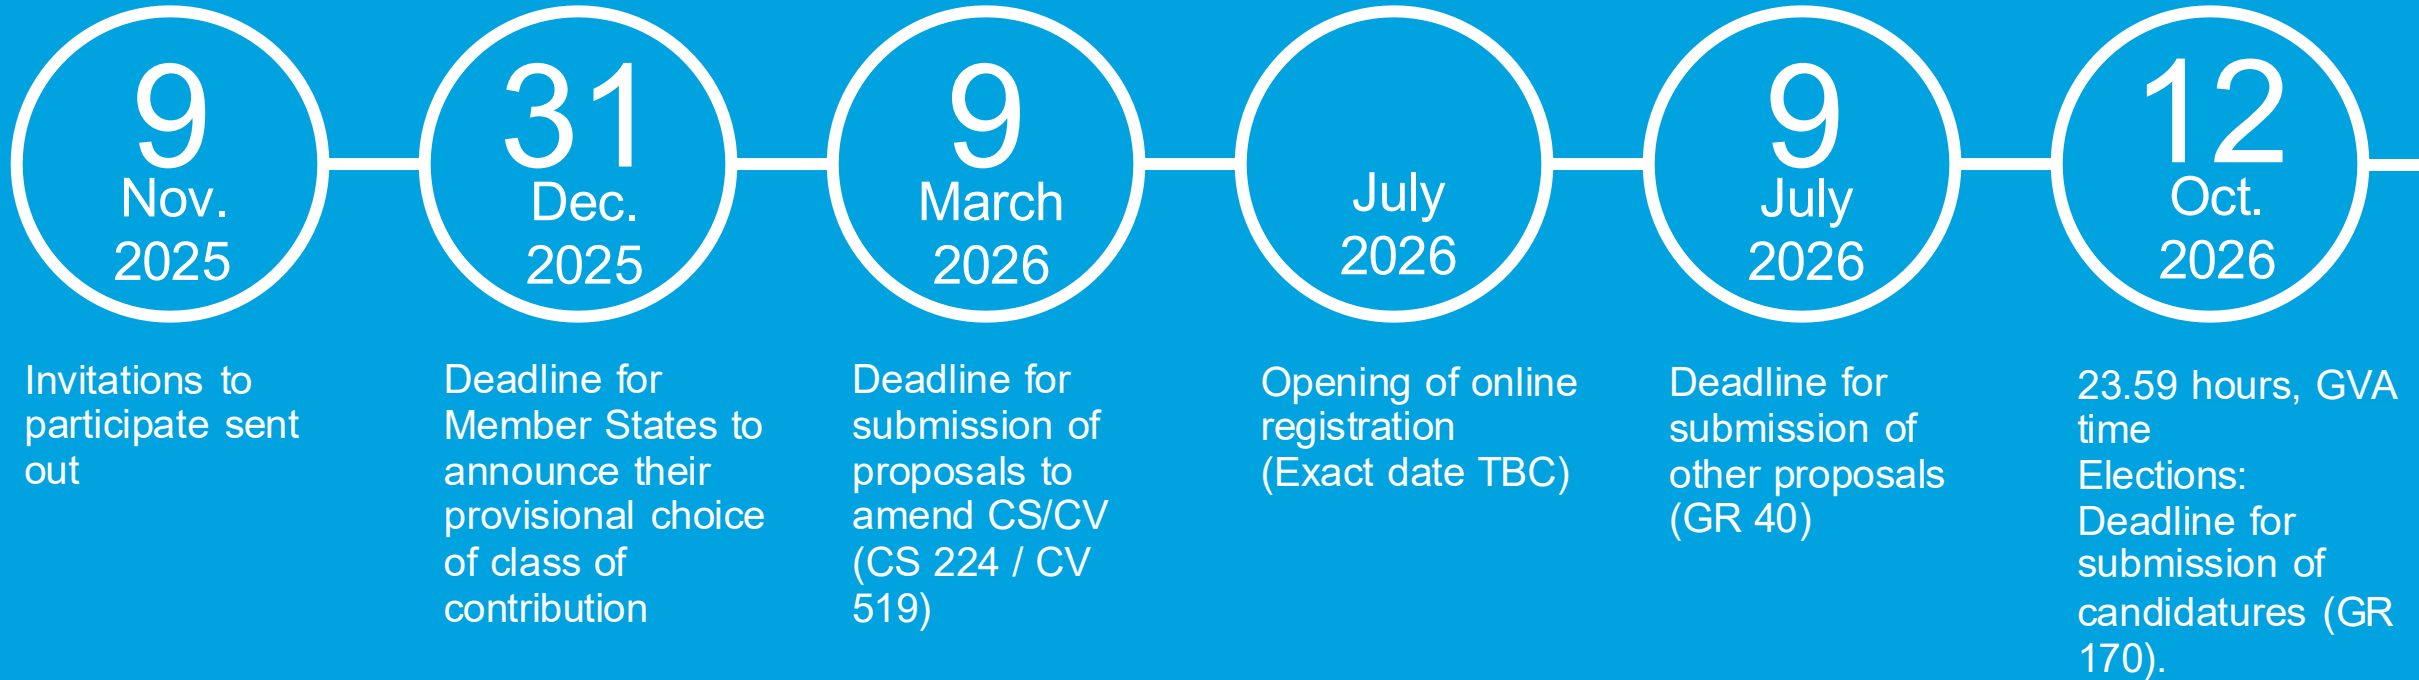 9
Nov.
2025
Invitations to
participate sent
out
31
Dec.
2025
Deadline for
Member States to
announce their
provisional choice
of class of
contribution
9
March
2026
Deadline for
submission of
proposals to
amend CS/CV
(CS 224 / CV
519)
July
2026
Opening of online
registration
(Exact date TBC)
9
July
2026
Deadline for
submission of
other proposals
(GR 40)
12
Oct.
2026
23.59 hours, GVA
time
Elections:
Deadline for
submission of
candidatures (GR
170).